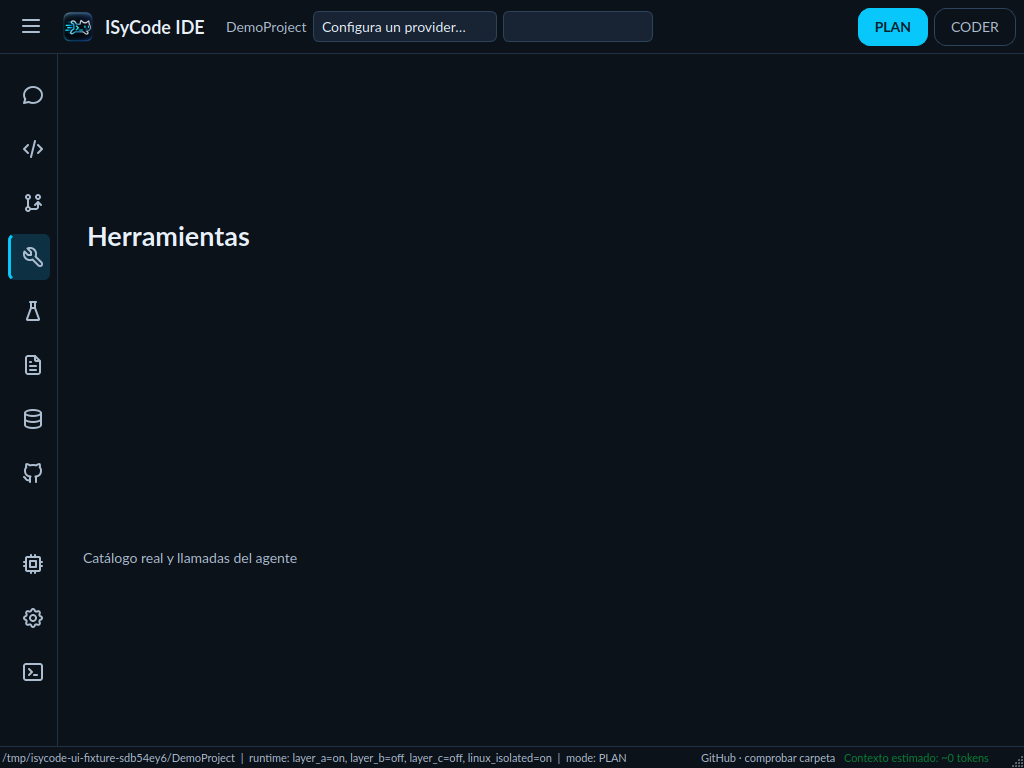 ISyCode IDE DemoProject Configura un provider... PLAN CODER
Herramientas
Catálogo real y llamadas del agente
/tmp/isycode-ui-fixture-sdb54ey6/DemoProject | runtime: layer_a=on, layer_b=off, layer_c=off, linux_isolated=on | mode: PLAN GitHub · comprobar carpeta Contexto estimado: ~0 tokens